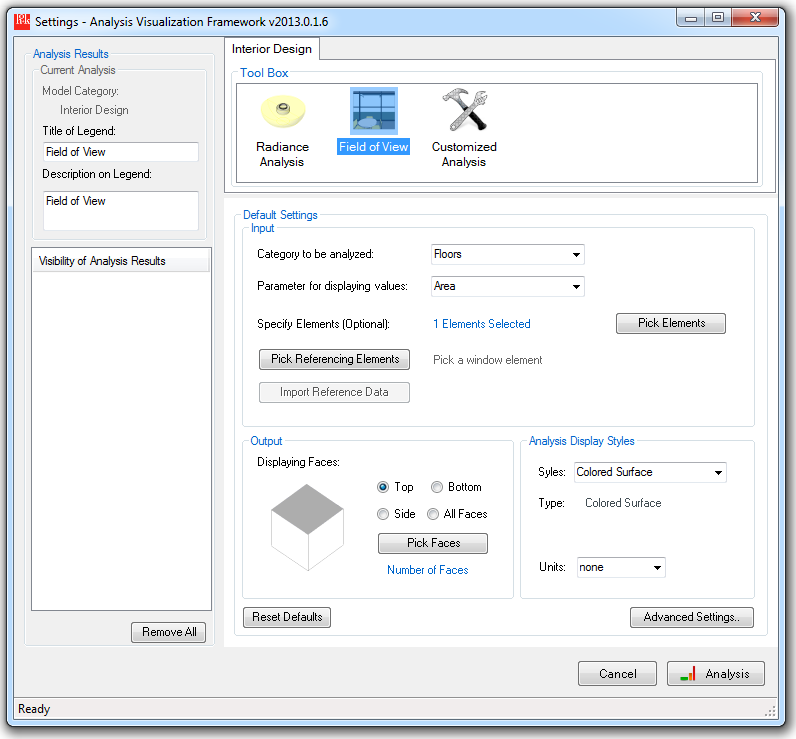 Settings - Analysis Visualization Framework v2013.0.1.6
Analysis Results
Current Analysis
Model Category:
Interior Design
Title of Legend:
Field of View
Description on Legend:
Field of View
Visibility of Analysis Results
Remove All
Interior Design
Tool Box
Radiance
Analysis
Field of View
Customized
Analysis
Default Settings
Input
Category to be analyzed:
Floors
Parameter for displaying values:
Area
Specify Elements (Optional):
1 Elements Selected
Pick Elements
Pick Referencing Elements
Pick a window element
Import Reference Data
Output
Displaying Faces:
Top
Bottom
Side
All Faces
Pick Faces
Number of Faces
Analysis Display Styles
Syles:
Colored Surface
Type:
Colored Surface
Units:
none
Reset Defaults
Advanced Settings..
Cancel
Analysis
Ready